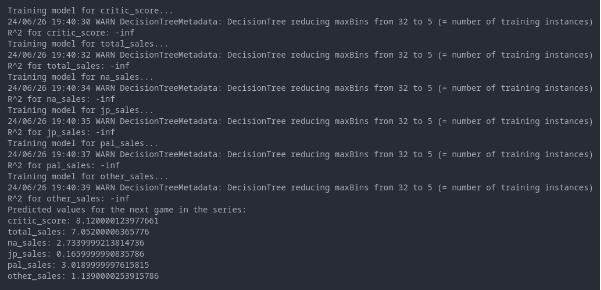 Training model for critic_score...
24/06/26 19:40:30 WARN DecisionTreeMetadata: DecisionTree reducing maxBins from 32 to 5 (= number of training instances)
R^2 for critic_score: -inf
Training model for total_sales...
24/06/26 19:40:32 WARN DecisionTreeMetadata: DecisionTree reducing maxBins from 32 to 5 (= number of training instances)
R^2 for total_sales: -inf
Training model for na_sales...
24/06/26 19:40:34 WARN DecisionTreeMetadata: DecisionTree reducing maxBins from 32 to 5 (= number of training instances)
R^2 for na_sales: -inf
Training model for jp_sales...
24/06/26 19:40:35 WARN DecisionTreeMetadata: DecisionTree reducing maxBins from 32 to 5 (= number of training instances)
R^2 for jp_sales: -inf
Training model for pal_sales...
24/06/26 19:40:37 WARN DecisionTreeMetadata: DecisionTree reducing maxBins from 32 to 5 (= number of training instances)
R^2 for pal_sales: -inf
Training model for other_sales...
24/06/26 19:40:39 WARN DecisionTreeMetadata: DecisionTree reducing maxBins from 32 to 5 (= number of training instances)
R^2 for other_sales: -inf
Predicted values for the next game in the series:
critic_score: 8.120000123977661
total_sales: 7.05200006365776
na_sales: 2.7339999213814736
jp_sales: 0.1659999990835786
pal_sales: 3.0189999997615815
other_sales: 1.1390000253915786